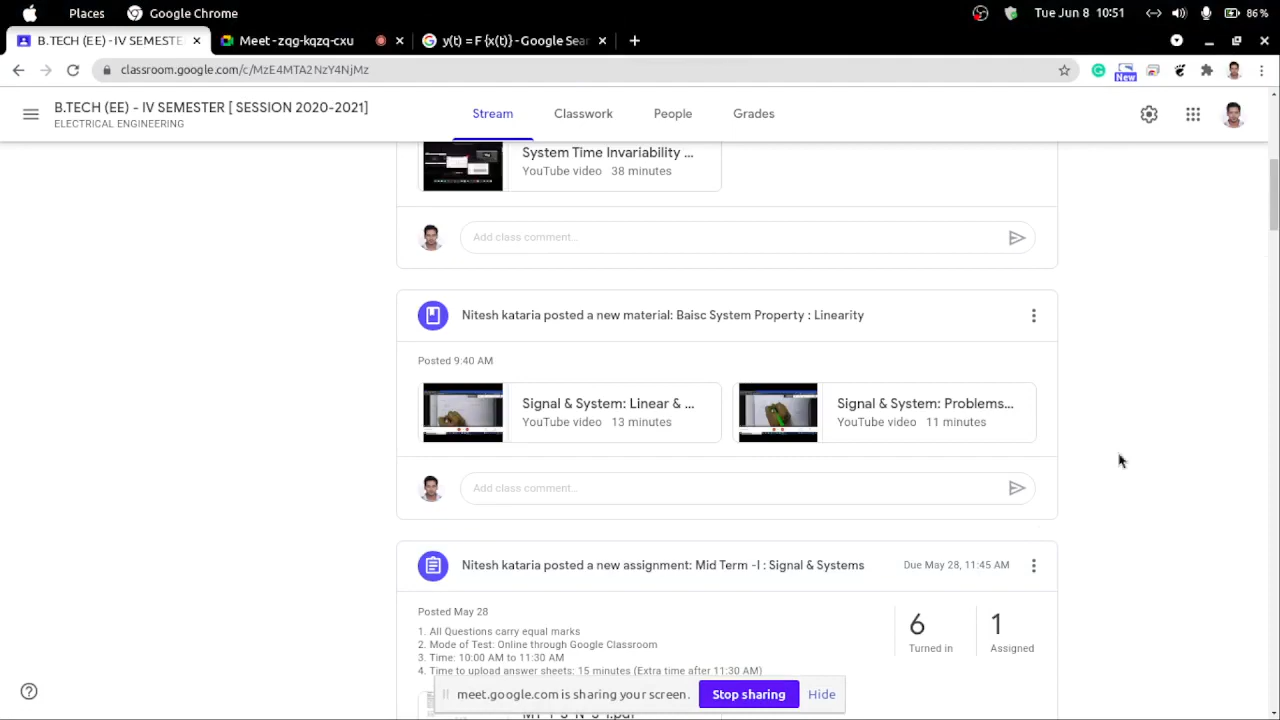 Places Google Chrome Tue Jun 8 10:51 86 %
B.TECH (EE) - IV SEMESTE Meet - zqg-kqzq-cxu y(t) = F {x(t)} - Google Sear
classroom.google.com/c/MzE4MTA2NzY4NjMz New
B.TECH (EE) - IV SEMESTER [ SESSION 2020-2021]
ELECTRICAL ENGINEERING
Stream Classwork People Grades
System Time Invariability ...
YouTube video 38 minutes
Add class comment...
Nitesh kataria posted a new material: Baisc System Property : Linearity
Posted 9:40 AM
Signal & System: Linear & ... Signal & System: Problems...
YouTube video 13 minutes YouTube video 11 minutes
Add class comment...
Nitesh kataria posted a new assignment: Mid Term -I : Signal & Systems Due May 28, 11:45 AM
Posted May 28
1. All Questions carry equal marks
2. Mode of Test: Online through Google Classroom
3. Time: 10:00 AM to 11:30 AM
4. Time to upload answer sheets: 15 minutes (Extra time after 11:30 AM)
6 1
Turned in Assigned
meet.google.com is sharing your screen. Stop sharing Hide